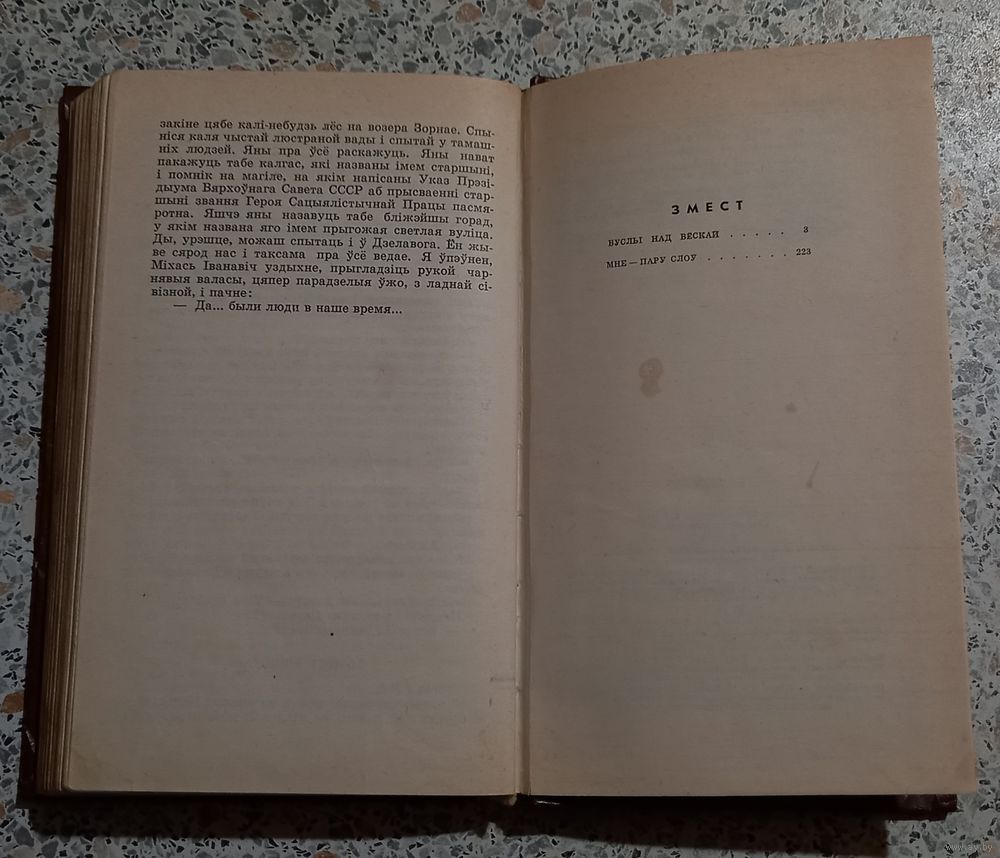 закіне цябе калі-небудзь лёс на возера Зорнае. Спы-
ніся каля чыстай люстраной вады і спытай у тамаш-
ніх людзей. Яны пра ўсё раскажуць. Яны нават
пакажуць табе калгас, які названы імем старшыні,
і помнік на магіле, на якім напісаны Указ Прэзі-
дыума Вярхоўнага Савета СССР аб прысваенні стар-
шыні звання Героя Сацыялістычнай Працы пасмя-
ротна. Яшчэ яны назавуць табе бліжэйшы горад,
у якім названа яго імем прыгожая светлая вуліца.
Ды, урэшце, можаш спытаць і ў Дзелавога. Ён жы-
ве сярод нас і таксама пра ўсё ведае. Я ўпэўнен,
Міхась Іванавіч уздыхне, прыгладзіць рукой чар-
нявыя валасы, цяпер парадзелыя ўжо, з ладнай сі-
візной, і пачне:
— Да... были люди в наше время...
ЗМЕСТ
ВУСЛЫ НАД ВЁСКАЙ . . . . . 3
МНЕ — ПАРУ СЛОЎ . . . . . . . 223
www.ay.by